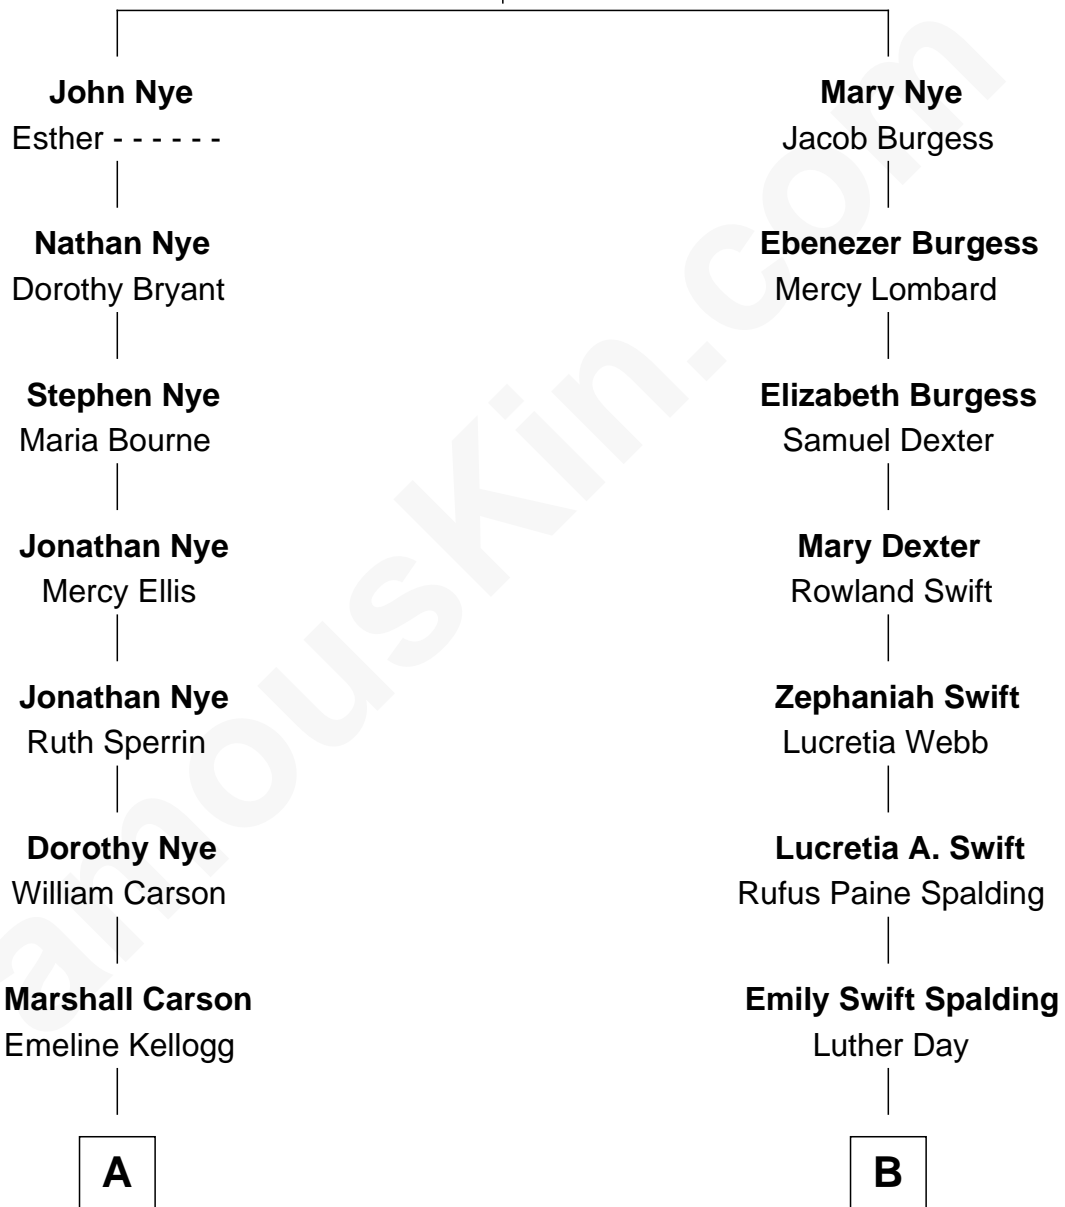 John Nye
Esther - - - - - -
Nathan Nye
Dorothy Bryant
Stephen Nye
Maria Bourne
Jonathan Nye
Mercy Ellis
Jonathan Nye
Ruth Sperrin
Dorothy Nye
William Carson
Marshall Carson
Emeline Kellogg
A
Mary Nye
Jacob Burgess
Ebenezer Burgess
Mercy Lombard
Elizabeth Burgess
Samuel Dexter
Mary Dexter
Rowland Swift
Zephaniah Swift
Lucretia Webb
Lucretia A. Swift
Rufus Paine Spalding
Emily Swift Spalding
Luther Day
B
amouskin.com